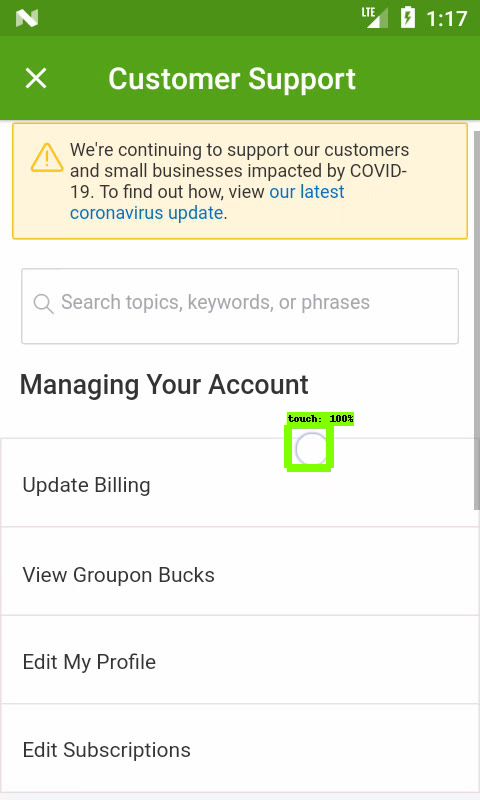 LTE 1:17
Customer Support
We're continuing to support our customers
and small businesses impacted by COVID-
19. To find out how, view our latest
coronavirus update.
Search topics, keywords, or phrases
Managing Your Account
touch: 100%
Update Billing
View Groupon Bucks
Edit My Profile
Edit Subscriptions